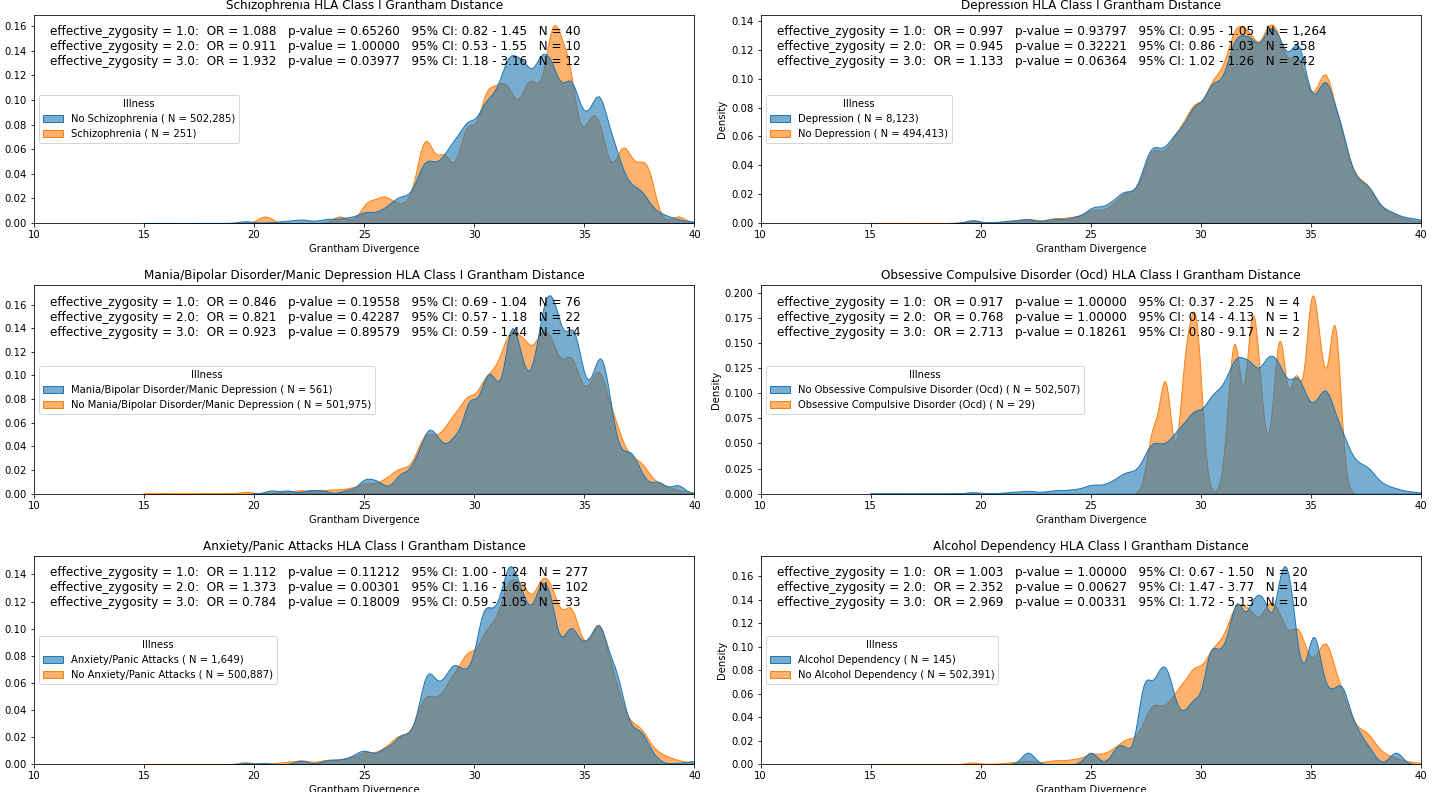 Schizophrenia HLA Class I Grantham Distance
effective_zygosity = 1.0: OR = 1.088 p-value = 0.65260 95% CI: 0.82 - 1.45 N = 40
effective_zygosity = 2.0: OR = 0.911 p-value = 1.00000 95% CI: 0.53 - 1.55 N = 10
effective_zygosity = 3.0: OR = 1.932 p-value = 0.03977 95% CI: 1.18 - 3.16 N = 12
Illness
No Schizophrenia ( N = 502,285)
Schizophrenia ( N = 251)
0.16
0.14
0.12
0.10
0.08
0.06
0.04
0.02
0.00
10 15 20 25 30 35 40
Grantham Divergence
Depression HLA Class I Grantham Distance
effective_zygosity = 1.0: OR = 0.997 p-value = 0.93797 95% CI: 0.95 - 1.05 N = 1,264
effective_zygosity = 2.0: OR = 0.945 p-value = 0.32221 95% CI: 0.86 - 1.03 N = 358
effective_zygosity = 3.0: OR = 1.133 p-value = 0.06364 95% CI: 1.02 - 1.26 N = 242
Illness
Depression ( N = 8,123)
No Depression ( N = 494,413)
Density
0.14
0.12
0.10
0.08
0.06
0.04
0.02
0.00
10 15 20 25 30 35 40
Grantham Divergence
Mania/Bipolar Disorder/Manic Depression HLA Class I Grantham Distance
effective_zygosity = 1.0: OR = 0.846 p-value = 0.19558 95% CI: 0.69 - 1.04 N = 76
effective_zygosity = 2.0: OR = 0.821 p-value = 0.42287 95% CI: 0.57 - 1.18 N = 22
effective_zygosity = 3.0: OR = 0.923 p-value = 0.89579 95% CI: 0.59 - 1.44 N = 14
Illness
Mania/Bipolar Disorder/Manic Depression ( N = 561)
No Mania/Bipolar Disorder/Manic Depression ( N = 501,975)
0.16
0.14
0.12
0.10
0.08
0.06
0.04
0.02
0.00
10 15 20 25 30 35 40
Grantham Divergence
Obsessive Compulsive Disorder (Ocd) HLA Class I Grantham Distance
effective_zygosity = 1.0: OR = 0.917 p-value = 1.00000 95% CI: 0.37 - 2.25 N = 4
effective_zygosity = 2.0: OR = 0.768 p-value = 1.00000 95% CI: 0.14 - 4.13 N = 1
effective_zygosity = 3.0: OR = 2.713 p-value = 0.18261 95% CI: 0.80 - 9.17 N = 2
Illness
No Obsessive Compulsive Disorder (Ocd) ( N = 502,507)
Obsessive Compulsive Disorder (Ocd) ( N = 29)
Density
0.200
0.175
0.150
0.125
0.100
0.075
0.050
0.025
0.000
10 15 20 25 30 35 40
Grantham Divergence
Anxiety/Panic Attacks HLA Class I Grantham Distance
effective_zygosity = 1.0: OR = 1.112 p-value = 0.11212 95% CI: 1.00 - 1.24 N = 277
effective_zygosity = 2.0: OR = 1.373 p-value = 0.00301 95% CI: 1.16 - 1.63 N = 102
effective_zygosity = 3.0: OR = 0.784 p-value = 0.18009 95% CI: 0.59 - 1.05 N = 33
Illness
Anxiety/Panic Attacks ( N = 1,649)
No Anxiety/Panic Attacks ( N = 500,887)
0.14
0.12
0.10
0.08
0.06
0.04
0.02
0.00
10 15 20 25 30 35 40
Grantham Divergence
Alcohol Dependency HLA Class I Grantham Distance
effective_zygosity = 1.0: OR = 1.003 p-value = 1.00000 95% CI: 0.67 - 1.50 N = 20
effective_zygosity = 2.0: OR = 2.352 p-value = 0.00627 95% CI: 1.47 - 3.77 N = 14
effective_zygosity = 3.0: OR = 2.969 p-value = 0.00331 95% CI: 1.72 - 5.13 N = 10
Illness
Alcohol Dependency ( N = 145)
No Alcohol Dependency ( N = 502,391)
Density
0.16
0.14
0.12
0.10
0.08
0.06
0.04
0.02
0.00
10 15 20 25 30 35 40
Grantham Divergence